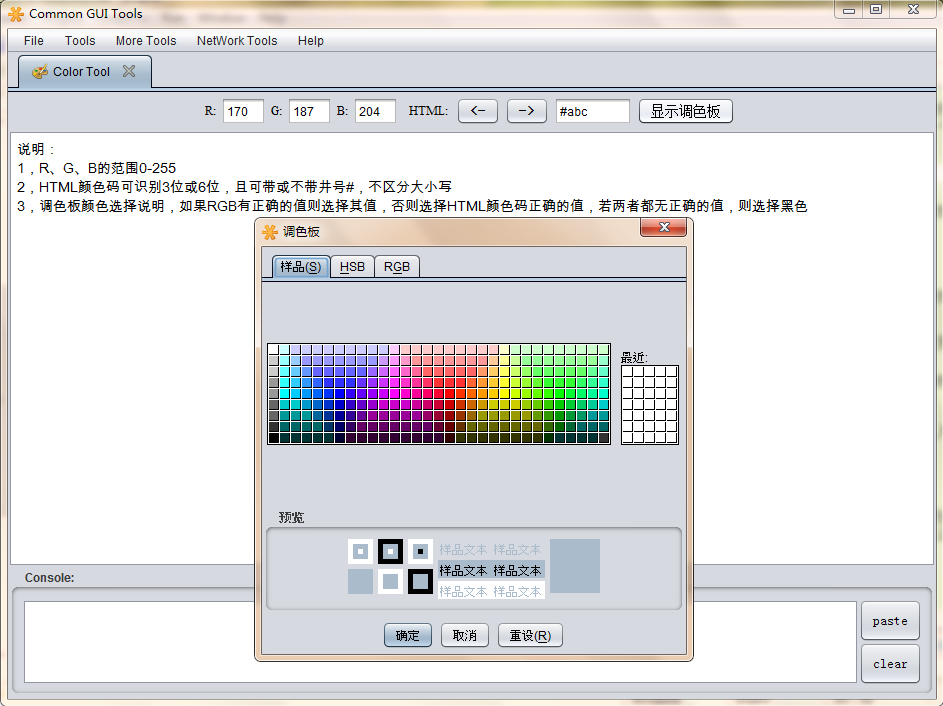 Common GUI Tools
File Tools More Tools NetWork Tools Help
Color Tool
R: 170 G: 187 B: 204 HTML: <- -> #abc 显示调色板
说明：
1，R、G、B的范围0-255
2，HTML颜色码可识别3位或6位，且可带或不带井号#，不区分大小写
3，调色板颜色选择说明，如果RGB有正确的值则选择其值，否则选择HTML颜色码正确的值，若两者都无正确的值，则选择黑色
调色板
样品(S) HSB RGB
最近:
预览
样品文本 样品文本
样品文本 样品文本
样品文本 样品文本
确定 取消 重设(R)
Console:
paste
clear